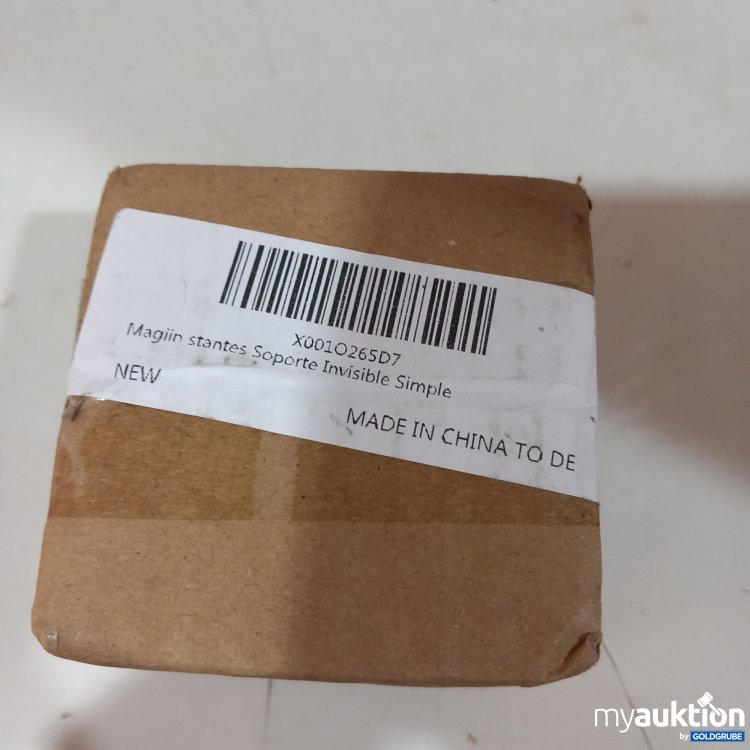 X001O265D7
Magiin stantes Soporte Invisible Simple
NEW
MADE IN CHINA TO DE
myauktion
by GOLDGRUBE